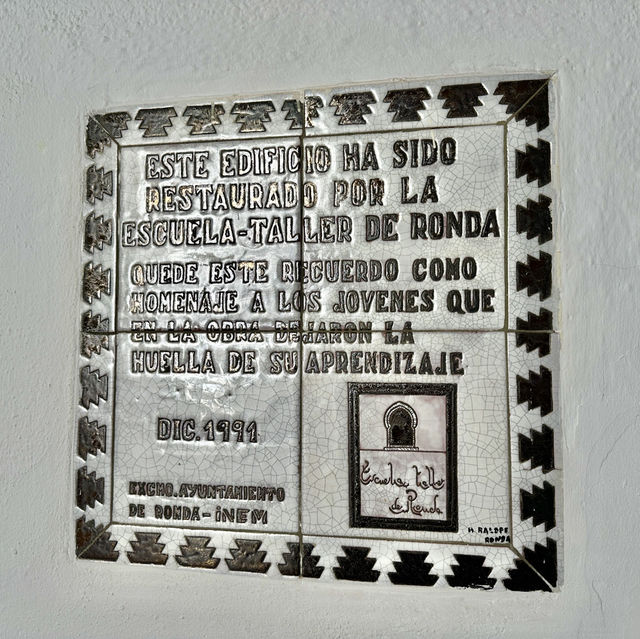 ESTE EDIFICIO HA SIDO
RESTAURADO POR LA
ESCUELA-TALLER DE RONDA
QUEDE ESTE RECUERDO COMO
HOMENAJE A LOS JOVENES QUE
EN LA OBRA DEJARON LA
HUELLA DE SU APRENDIZAJE
DIC. 1991
EXCMO. AYUNTAMIENTO
DE RONDA - INEM
Escuela Taller
de Ronda
RONDA